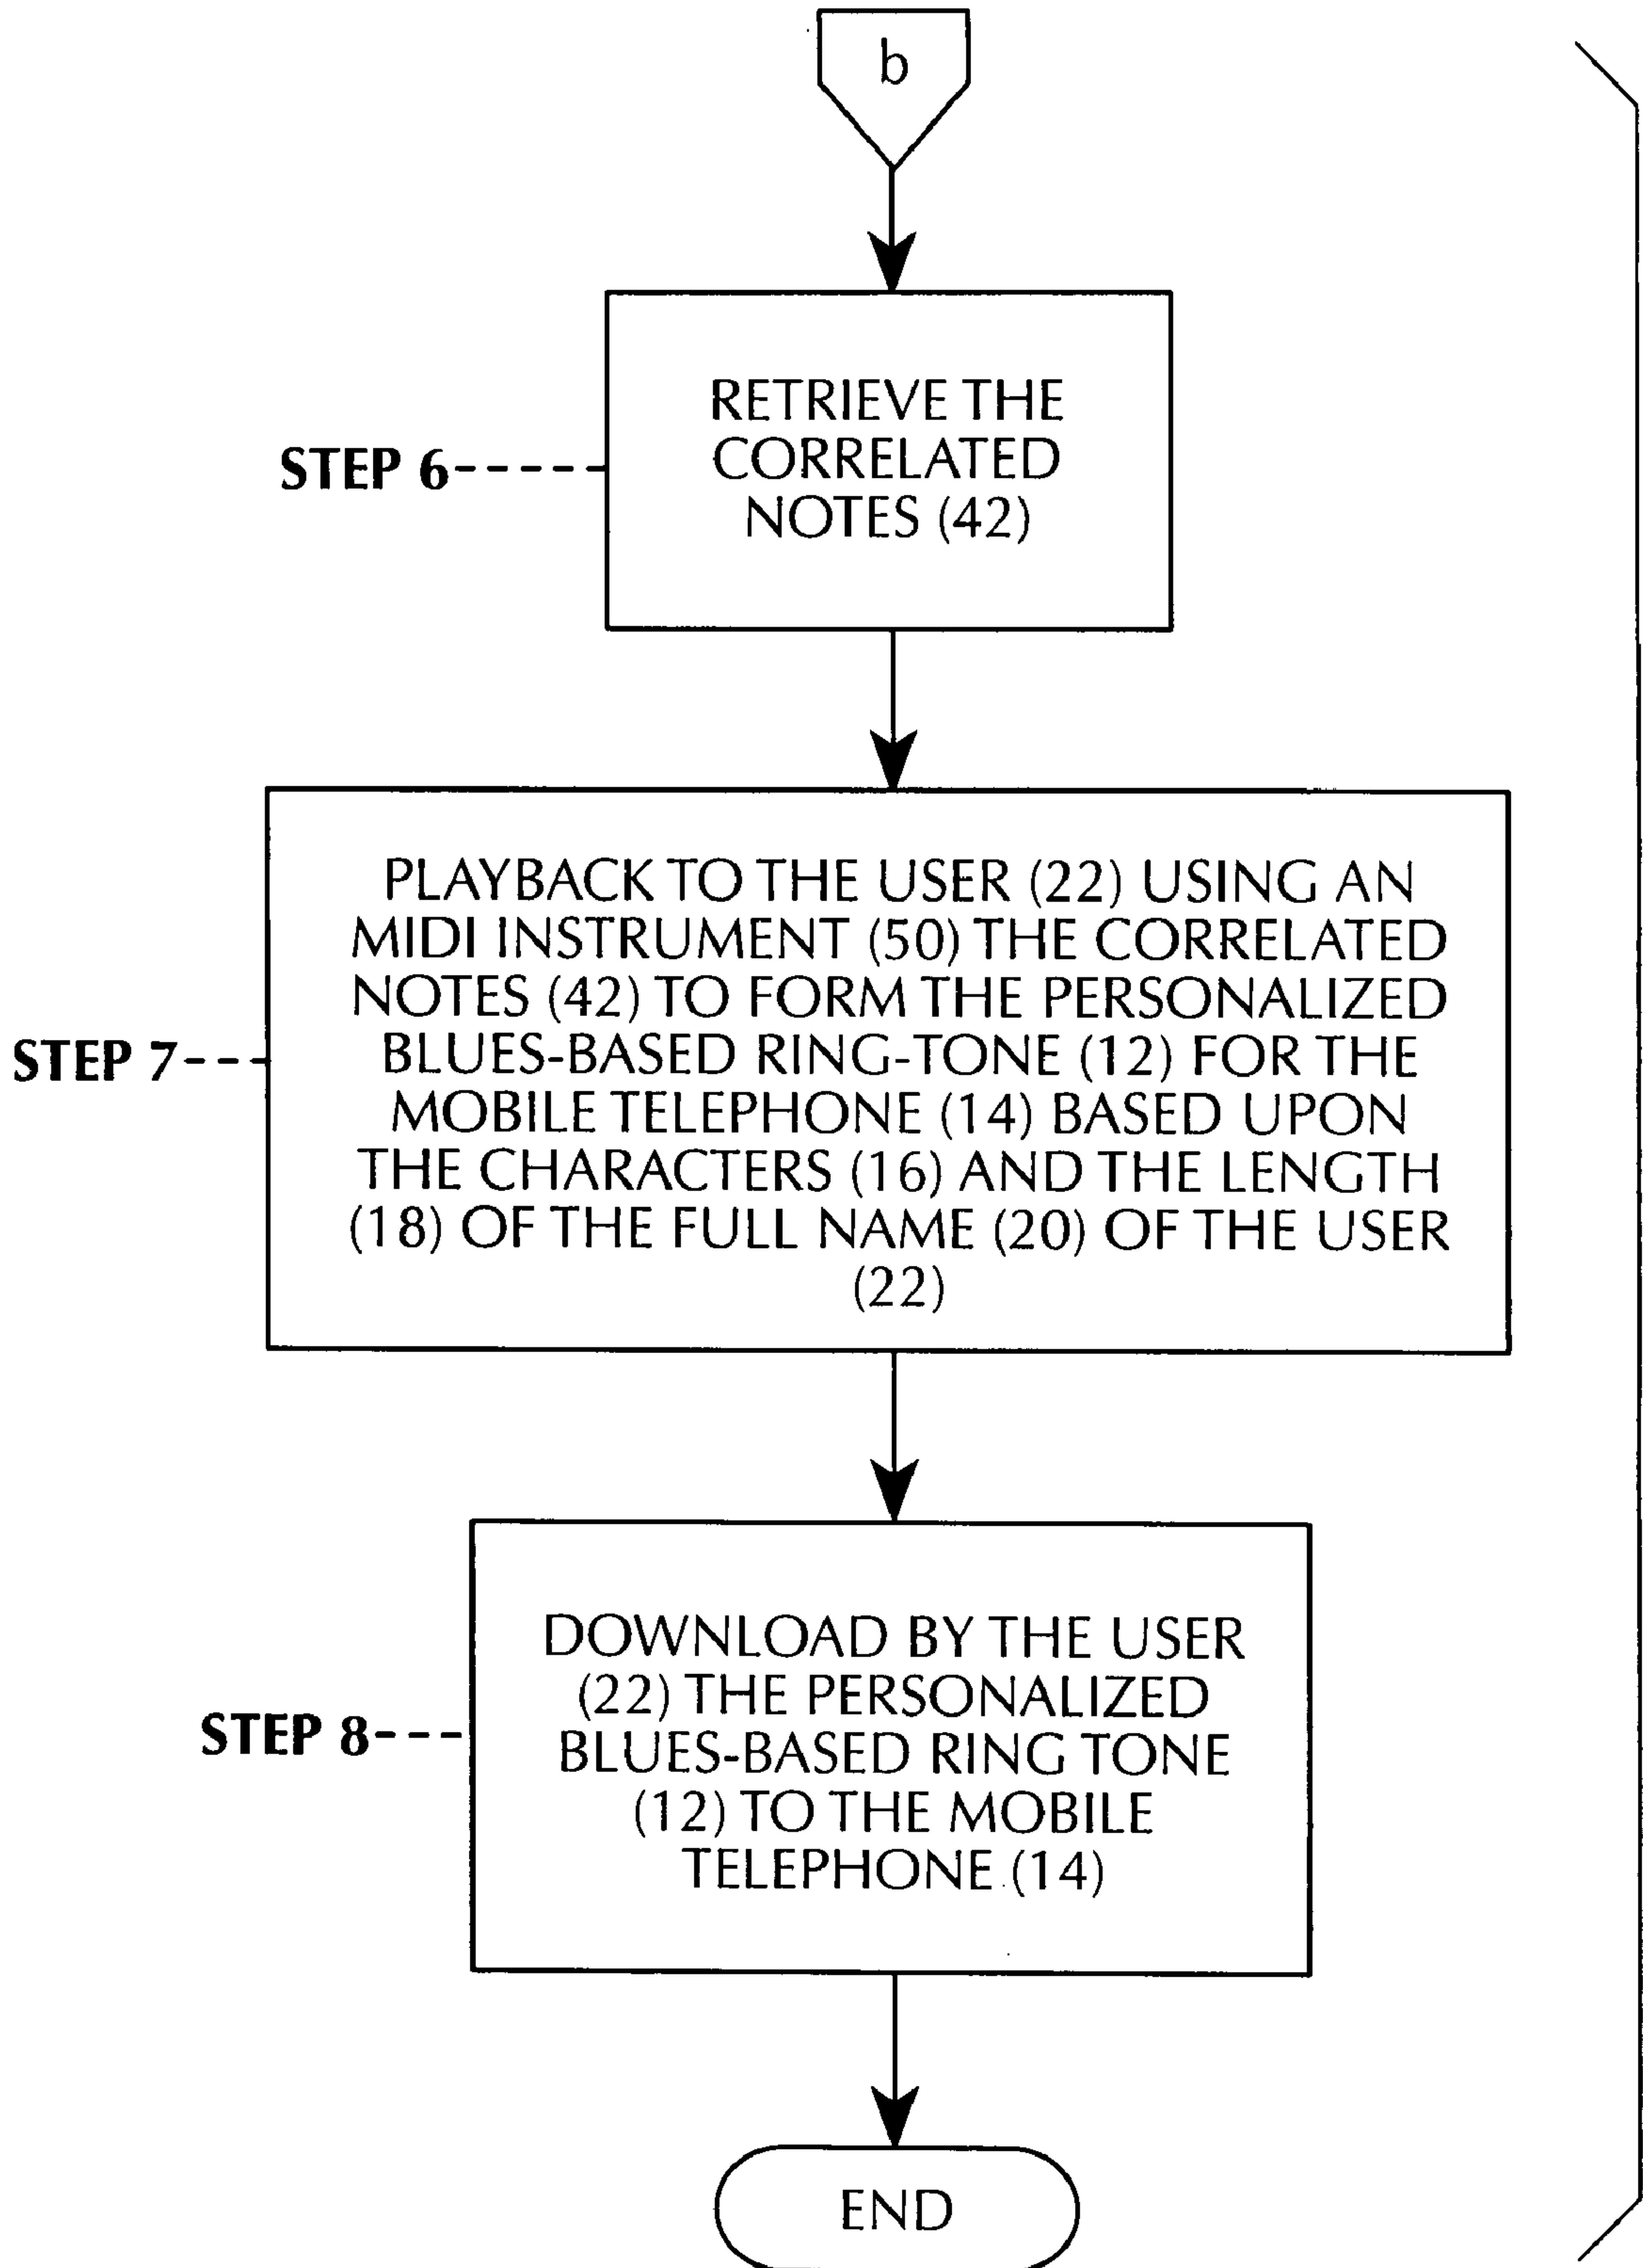 b
RETRIEVE THE
CORRELATED
NOTES (42)
STEP 6
PLAYBACK TO THE USER (22) USING AN
MIDI INSTRUMENT (50) THE CORRELATED
NOTES (42) TO FORM THE PERSONALIZED
BLUES-BASED RING-TONE (12) FOR THE
MOBILE TELEPHONE (14) BASED UPON
THE CHARACTERS (16) AND THE LENGTH
(18) OF THE FULL NAME (20) OF THE USER
(22)
STEP 7
DOWNLOAD BY THE USER
(22) THE PERSONALIZED
BLUES-BASED RING TONE
(12) TO THE MOBILE
TELEPHONE (14)
STEP 8
END